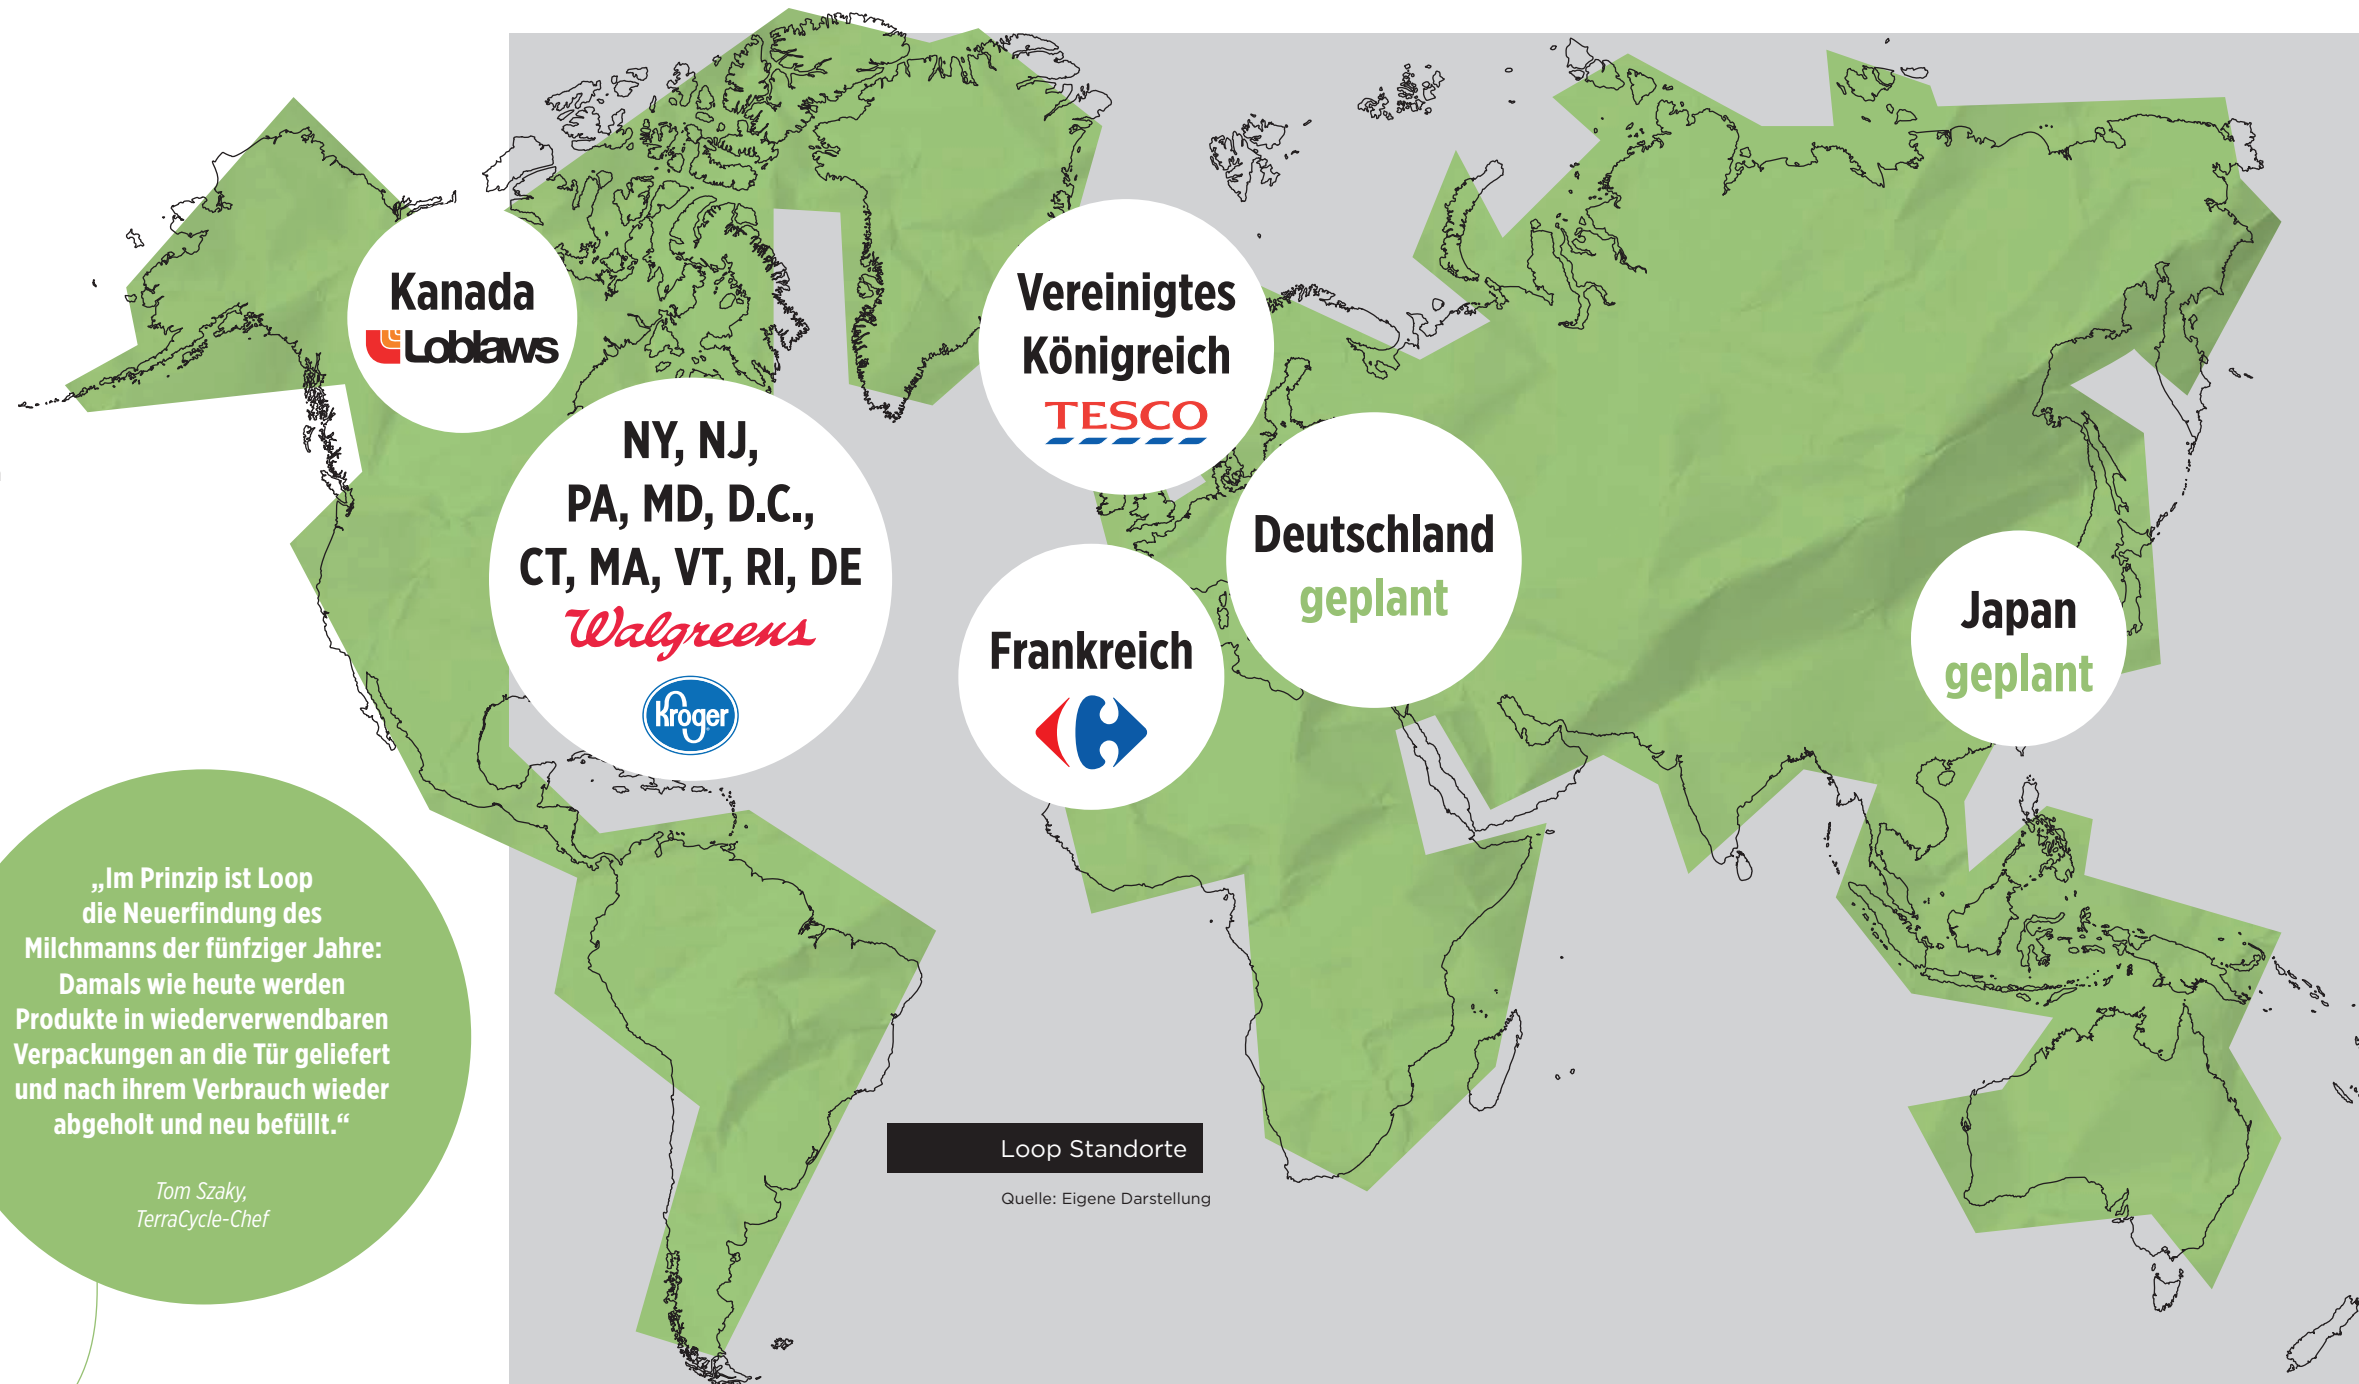 Kanada
Loblaws
NY, NJ,
PA, MD, D.C.,
CT, MA, VT, RI, DE
Walgreens
Kroger
Vereinigtes
Königreich
TESCO
Deutschland
geplant
Frankreich
Japan
geplant
„Im Prinzip ist Loop
die Neuerfindung des
Milchmanns der fünfziger Jahre:
Damals wie heute werden
Produkte in wiederverwendbaren
Verpackungen an die Tür geliefert
und nach ihrem Verbrauch wieder
abgeholt und neu befüllt.“
Tom Szaky,
TerraCycle-Chef
Loop Standorte
Quelle: Eigene Darstellung